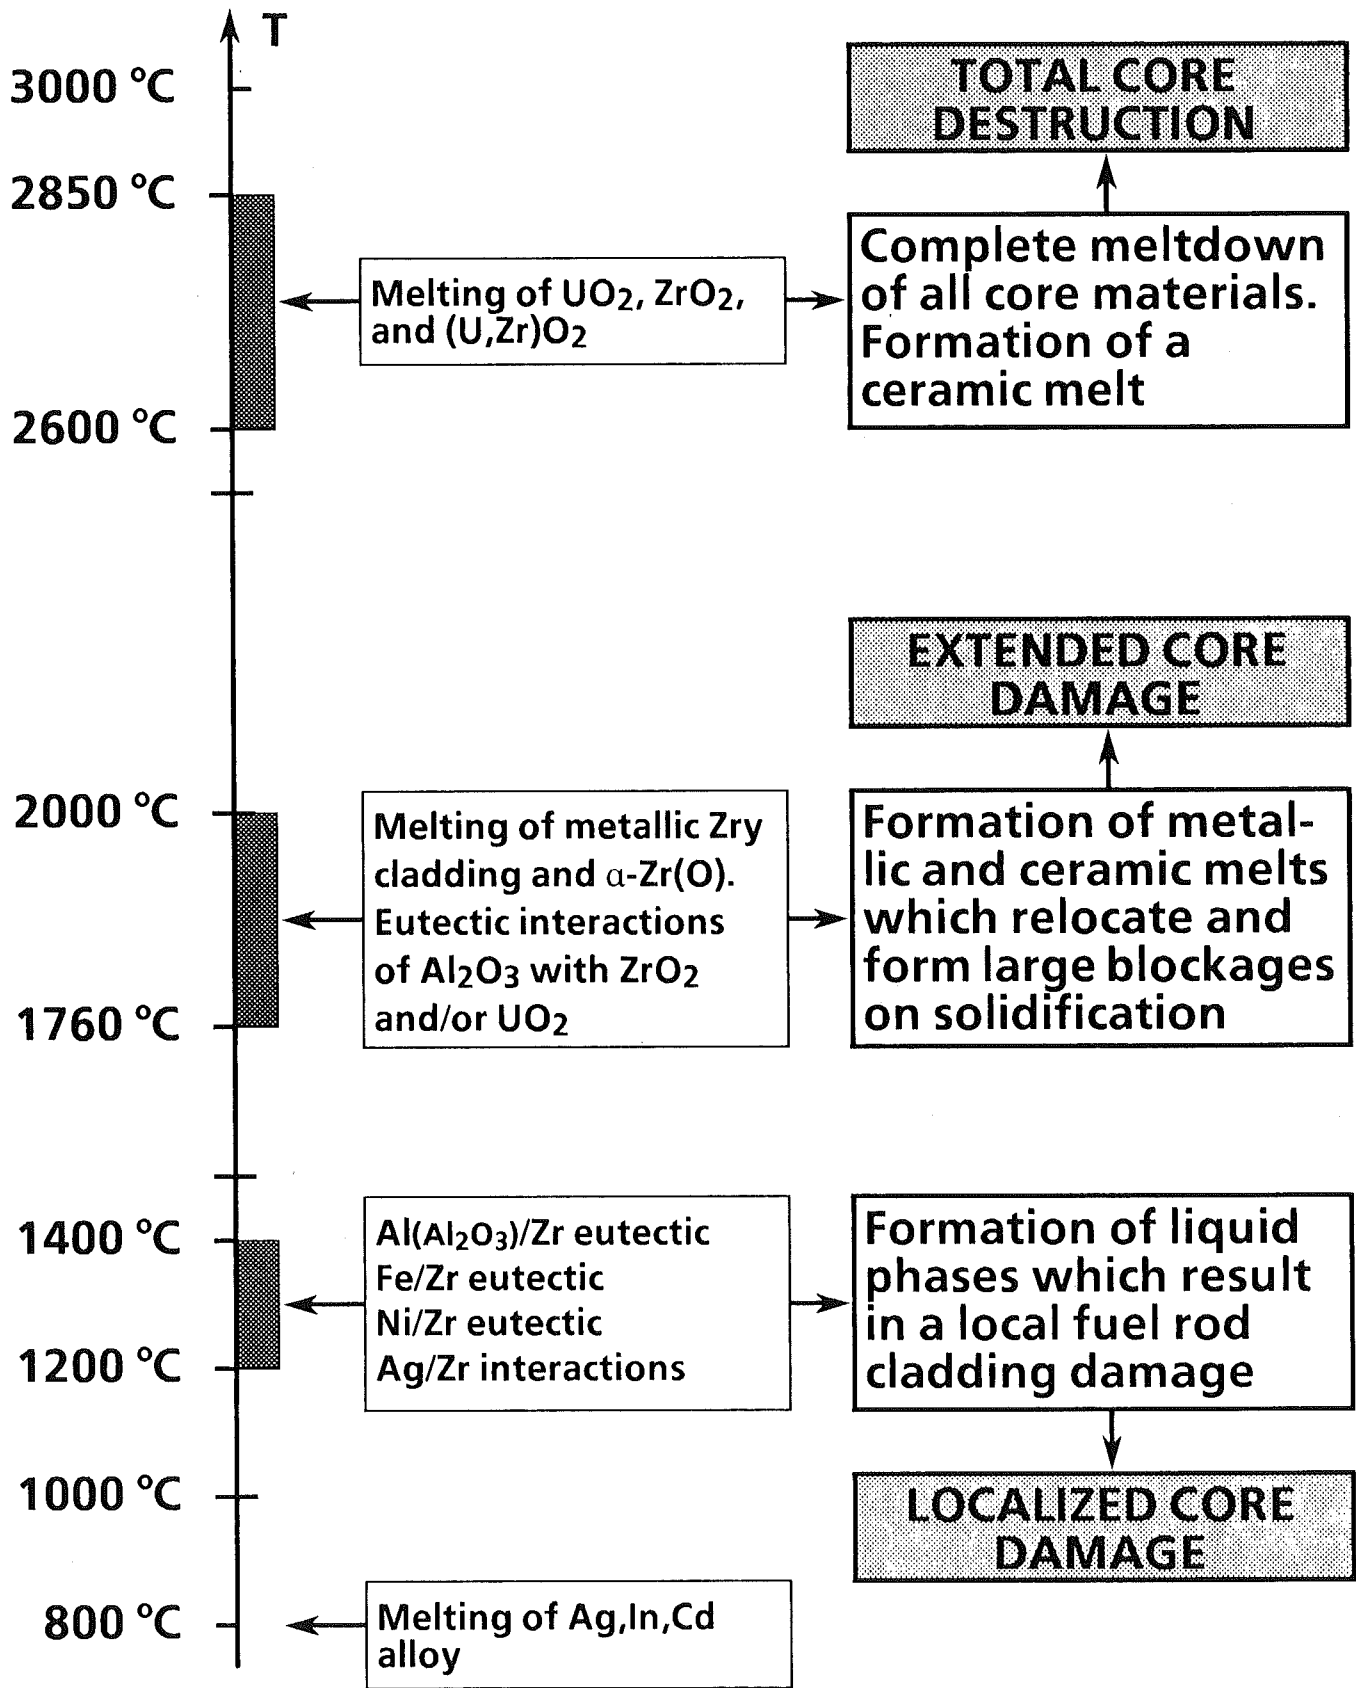 T
3000 °C
TOTAL CORE
DESTRUCTION
2850 °C
Melting of UO₂, ZrO₂,
and (U,Zr)O₂
Complete meltdown
of all core materials.
Formation of a
ceramic melt
2600 °C
EXTENDED CORE
DAMAGE
2000 °C
Melting of metallic Zry
cladding and α-Zr(O).
Eutectic interactions
of Al₂O₃ with ZrO₂
and/or UO₂
Formation of metal-
lic and ceramic melts
which relocate and
form large blockages
on solidification
1760 °C
1400 °C
Al(Al₂O₃)/Zr eutectic
Fe/Zr eutectic
Ni/Zr eutectic
Ag/Zr interactions
Formation of liquid
phases which result
in a local fuel rod
cladding damage
1200 °C
1000 °C
LOCALIZED CORE
DAMAGE
800 °C
Melting of Ag,In,Cd
alloy